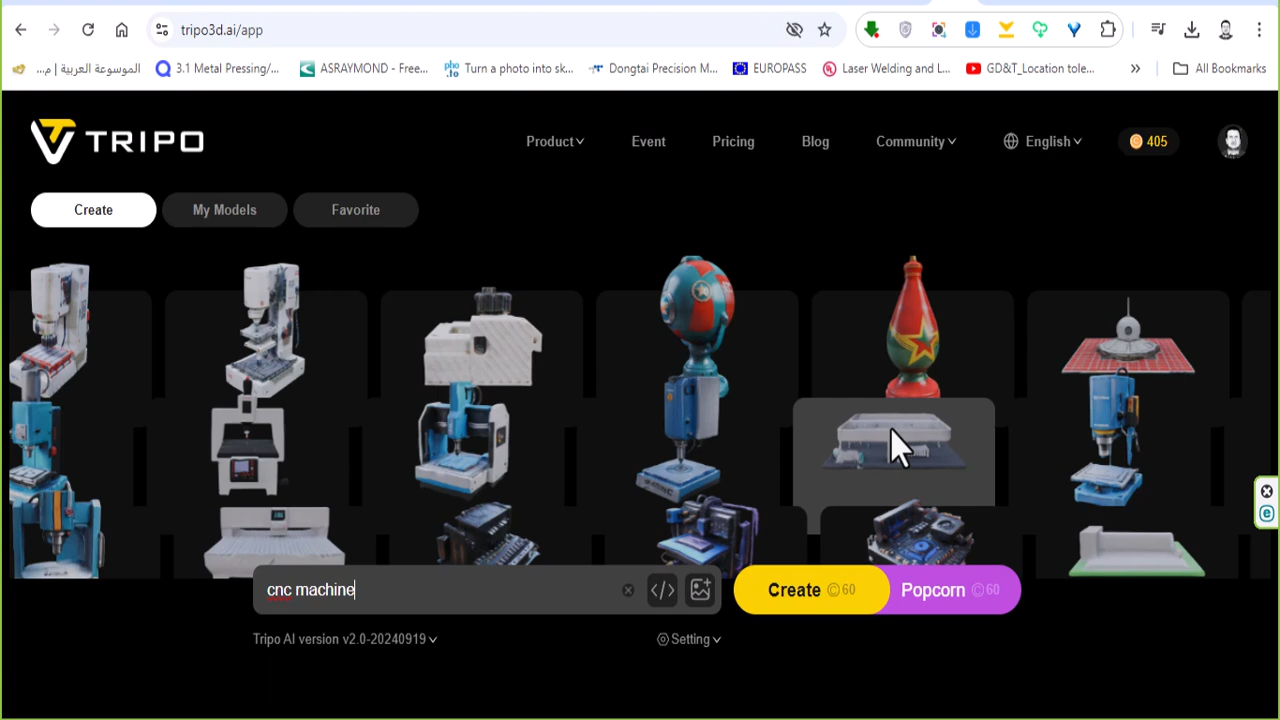 tripo3d.ai/app
الموسوعة العربية | م...
3.1 Metal Pressing/...
ASRAYMOND - Free...
pho.to
Turn a photo into sk...
Dongtai Precision M...
EUROPASS
Laser Welding and L...
GD&T_Location tole...
All Bookmarks
TRIPO
Product
Event
Pricing
Blog
Community
English
405
Create
My Models
Favorite
cnc machine
Create 60
Popcorn 60
Tripo AI version v2.0-20240919
Setting